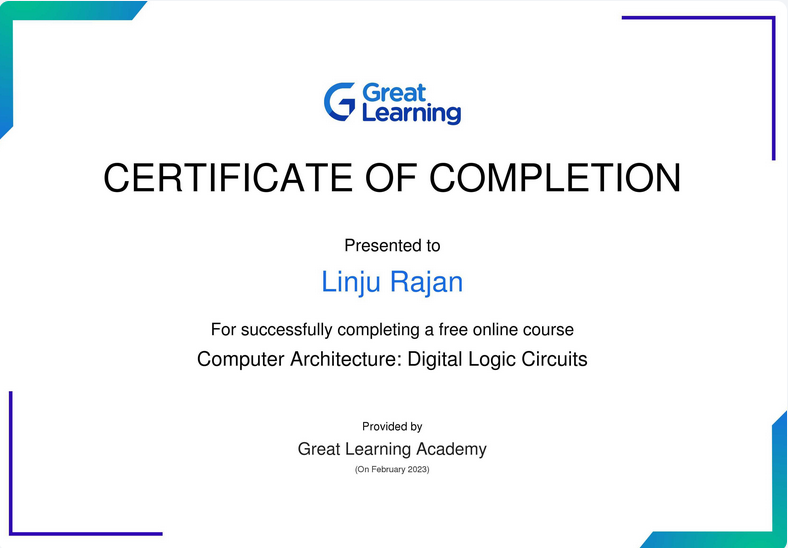 Great
Learning
CERTIFICATE OF COMPLETION
Presented to
Linju Rajan
For successfully completing a free online course
Computer Architecture: Digital Logic Circuits
Provided by
Great Learning Academy
(On February 2023)